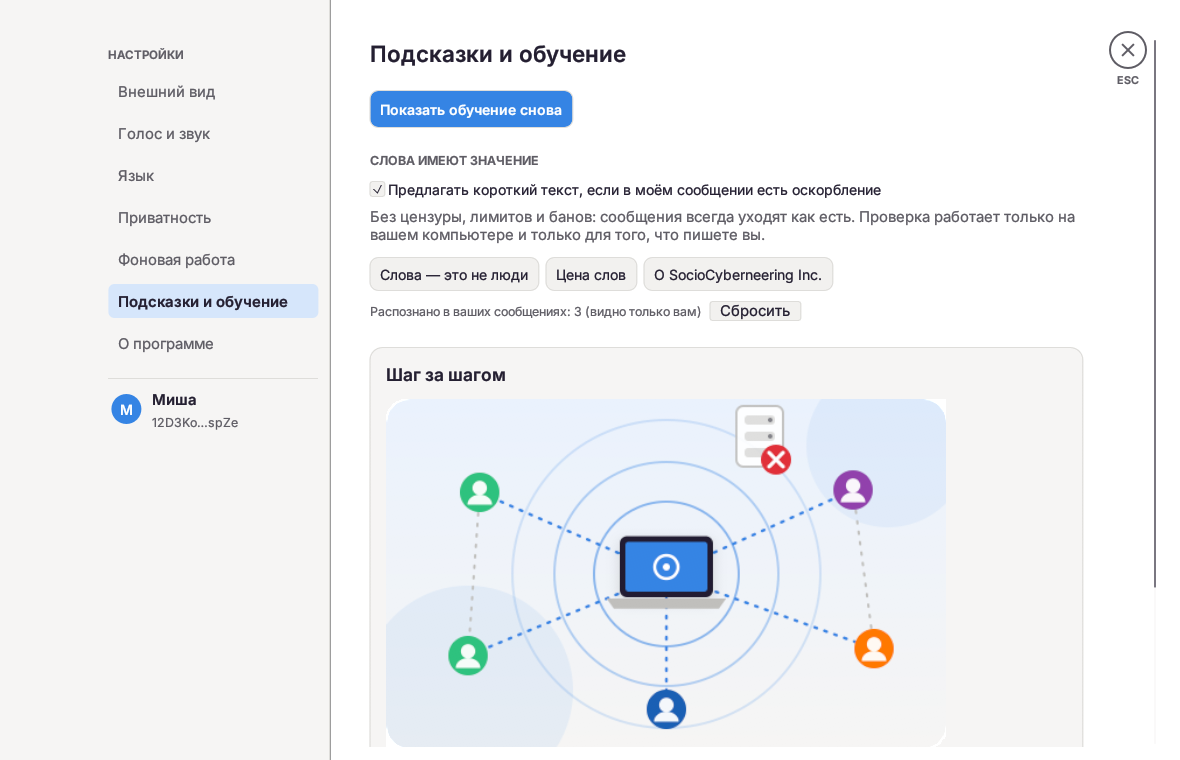 НАСТРОЙКИ
Внешний вид
Голос и звук
Язык
Приватность
Фоновая работа
Подсказки и обучение
О программе
М
Миша
12D3Ko...spZe
Подсказки и обучение
ESC
Показать обучение снова
СЛОВА ИМЕЮТ ЗНАЧЕНИЕ
Предлагать короткий текст, если в моём сообщении есть оскорбление
Без цензуры, лимитов и банов: сообщения всегда уходят как есть. Проверка работает только на
вашем компьютере и только для того, что пишете вы.
Слова — это не люди
Цена слов
О SocioCyberneering Inc.
Распознано в ваших сообщениях: 3 (видно только вам)
Сбросить
Шаг за шагом